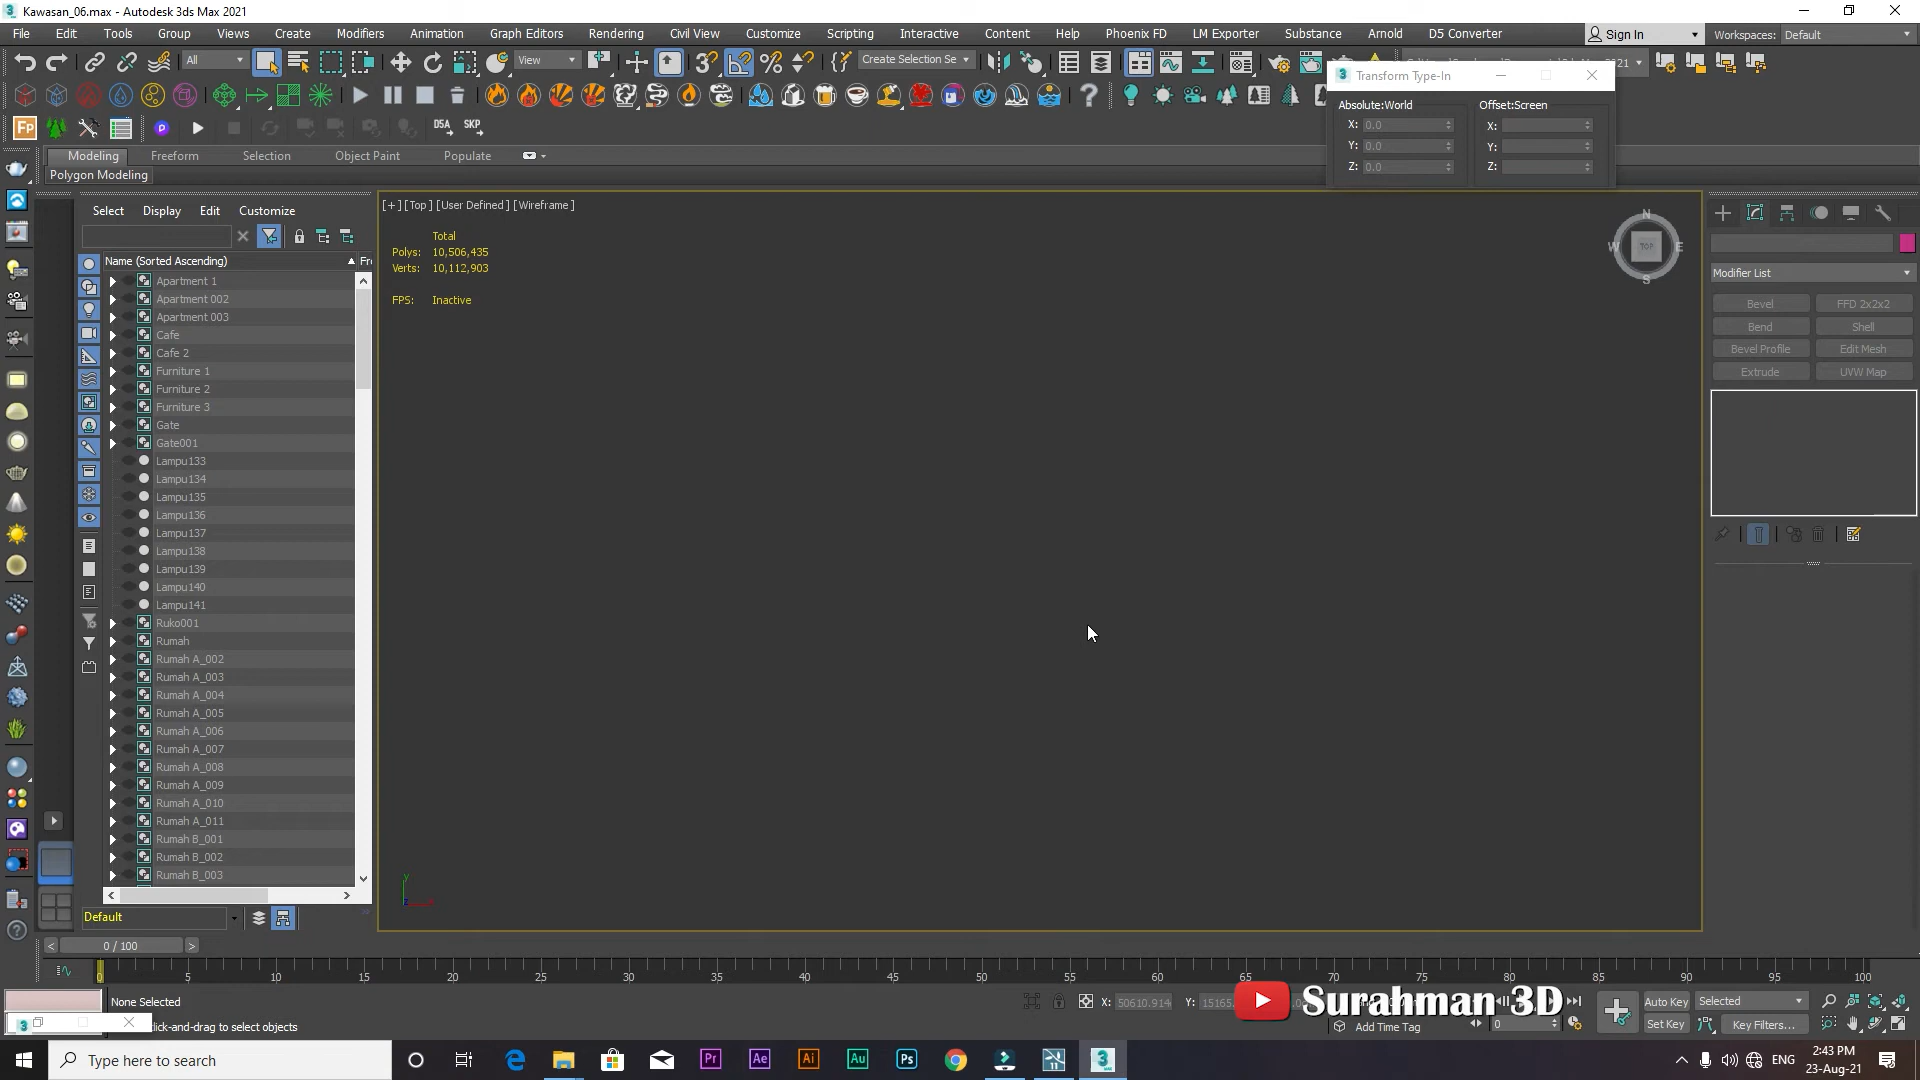 Kawasan_06.max - Autodesk 3ds Max 2021
File Edit Tools Group Views Create Modifiers Animation Graph Editors Rendering Civil View Customize Scripting Interactive Content Help Phoenix FD LM Exporter Substance Arnold D5 Converter Sign In Workspaces: Default
All View Create Selection Se
Transform Type-In
Absolute:World Offset:Screen
X: 0.0 X:
Y: 0.0 Y:
Z: 0.0 Z:
Fp D5A SKP
Modeling Freeform Selection Object Paint Populate
Polygon Modeling
Select Display Edit Customize
Name (Sorted Ascending) Fr
Apartment 1
Apartment 002
Apartment 003
Cafe
Cafe 2
Furniture 1
Furniture 2
Furniture 3
Gate
Gate001
Lampu133
Lampu134
Lampu135
Lampu136
Lampu137
Lampu138
Lampu139
Lampu140
Lampu141
Ruko001
Rumah
Rumah A_002
Rumah A_003
Rumah A_004
Rumah A_005
Rumah A_006
Rumah A_007
Rumah A_008
Rumah A_009
Rumah A_010
Rumah A_011
Rumah B_001
Rumah B_002
Rumah B_003
Default
[+] [Top] [User Defined] [Wireframe]
Total
Polys: 10,506,435
Verts: 10,112,903
FPS: Inactive
N
W TOP E
S
y
Modifier List
Bevel FFD 2x2x2
Bend Shell
Bevel Profile Edit Mesh
Extrude UVW Map
0 / 100
0 5 10 15 20 25 30 35 40 45 50 55 60 65 70 75 80 85 90 95 100
None Selected
click-and-drag to select objects
X: 50610.914 Y: 15165.
Surahman 3D
Add Time Tag
0
Auto Key Selected
Set Key Key Filters...
Type here to search
Pr Ae Ai Au Ps
ENG
2:43 PM
23-Aug-21